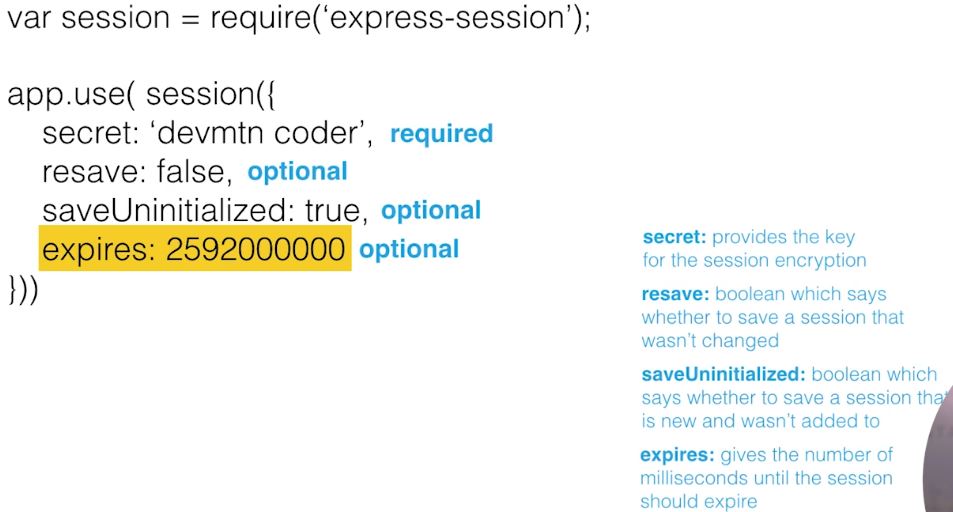 var session = require(‘express-session’);
app.use( session({
secret: ‘devmtn coder’, required
resave: false, optional
saveUninitialized: true, optional
expires: 2592000000 optional
}))
secret: provides the key
for the session encryption
resave: boolean which says
whether to save a session that
wasn’t changed
saveUninitialized: boolean which
says whether to save a session that
is new and wasn’t added to
expires: gives the number of
milliseconds until the session
should expire